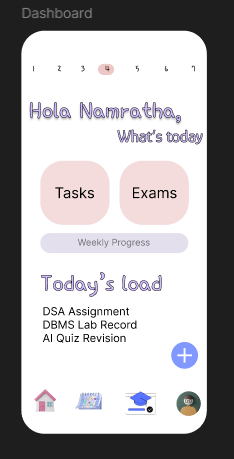 Dashboard
1 2 3 4 5 6 7
Hola Namratha,
What's today
Tasks Exams
Weekly Progress
Today's load
DSA Assignment
DBMS Lab Record
AI Quiz Revision